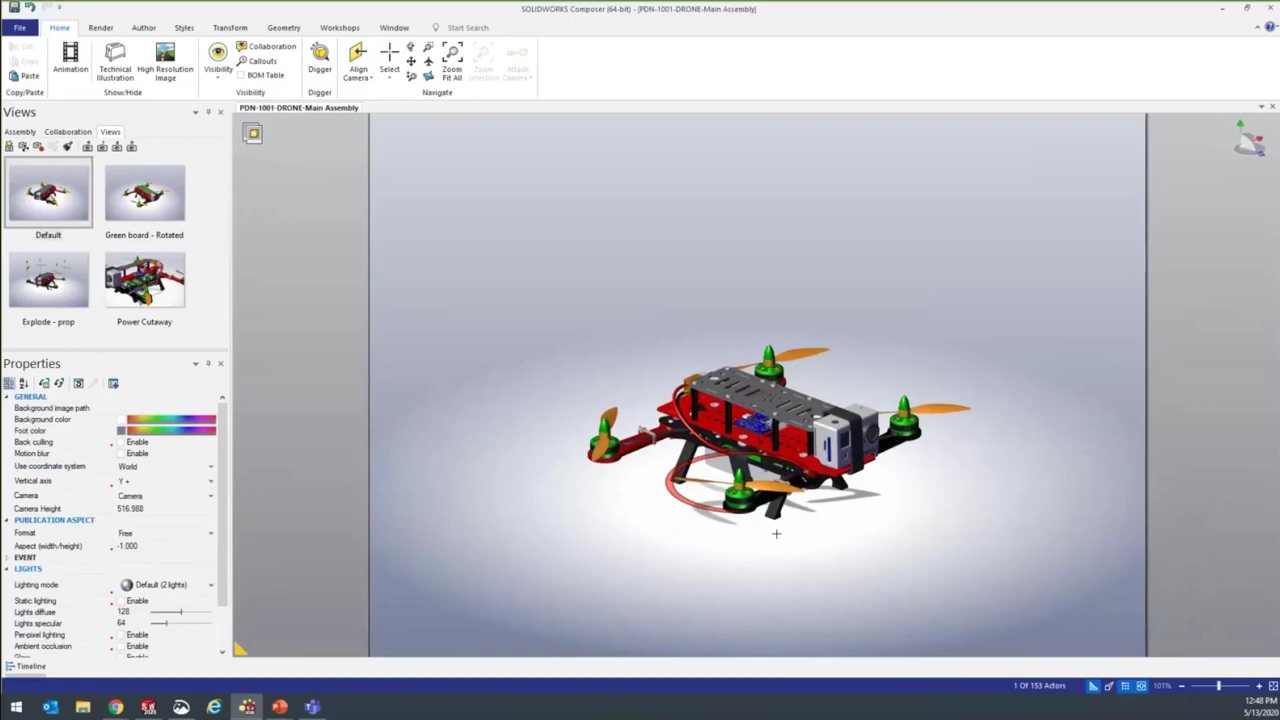 SOLIDWORKS Composer (64-bit) - [PDN-1001-DRONE-Main Assembly]
File Home Render Author Styles Transform Geometry Workshops Window Start Search
Cut
Copy
Paste
Copy/Paste
Animation
Technical Illustration
High Resolution Image
Show/Hide
Visibility
Collaboration
Callouts
BOM Table
Visibility
Digger
Digger
Align Camera
Select
Zoom Fit All
Zoom Selection
Attach Camera
Navigate
Views
PDN-1001-DRONE-Main Assembly
Assembly Collaboration Views
Default
Green board - Rotated
Explode - prop
Power Cutaway
Properties
GENERAL
Background image path
Background color
Foot color
Back culling Enable
Motion blur Enable
Use coordinate system World
Vertical axis Y +
Camera Camera
Camera Height 516.988
PUBLICATION ASPECT
Format Free
Aspect (width/height) -1.000
EVENT
LIGHTS
Lighting mode Default (2 lights)
Static lighting Enable
Lights diffuse 128
Lights specular 64
Per-pixel lighting Enable
Ambient occlusion Enable
Timeline
1 Of 153 Actors 101%
12:48 PM
5/13/2020